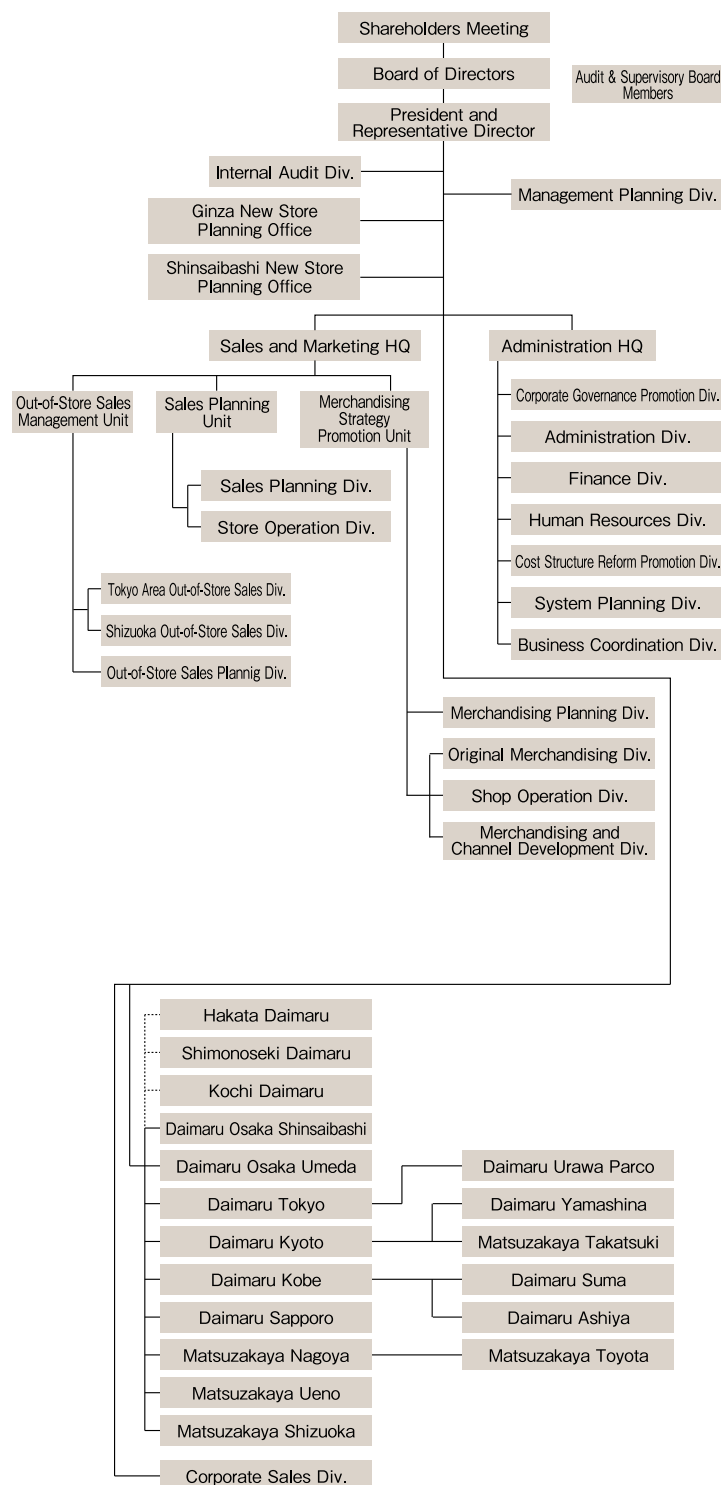 Shareholders Meeting
Board of Directors
Audit & Supervisory Board
Members
President and
Representative Director
Internal Audit Div.
Management Planning Div.
Ginza New Store
Planning Office
Shinsaibashi New Store
Planning Office
Sales and Marketing HQ
Administration HQ
Out-of-Store Sales
Management Unit
Sales Planning
Unit
Merchandising
Strategy
Promotion Unit
Sales Planning Div.
Store Operation Div.
Tokyo Area Out-of-Store Sales Div.
Shizuoka Out-of-Store Sales Div.
Out-of-Store Sales Plannig Div.
Corporate Governance Promotion Div.
Administration Div.
Finance Div.
Human Resources Div.
Cost Structure Reform Promotion Div.
System Planning Div.
Business Coordination Div.
Merchandising Planning Div.
Original Merchandising Div.
Shop Operation Div.
Merchandising and
Channel Development Div.
Hakata Daimaru
Shimonoseki Daimaru
Kochi Daimaru
Daimaru Osaka Shinsaibashi
Daimaru Osaka Umeda
Daimaru Tokyo
Daimaru Kyoto
Daimaru Kobe
Daimaru Sapporo
Matsuzakaya Nagoya
Matsuzakaya Ueno
Matsuzakaya Shizuoka
Corporate Sales Div.
Daimaru Urawa Parco
Daimaru Yamashina
Matsuzakaya Takatsuki
Daimaru Suma
Daimaru Ashiya
Matsuzakaya Toyota